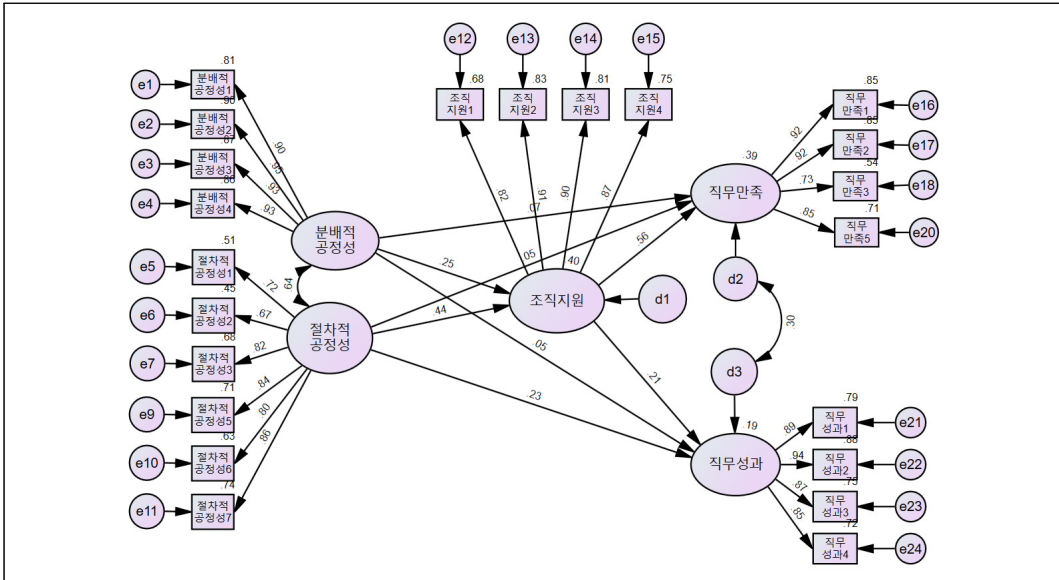 e12
e13
e14
e15
.68
.83
.81
.75
조직
지원1
조직
지원2
조직
지원3
조직
지원4
.82
.91
.90
.87
e1
.81
분배적
공정성1
e2
.90
분배적
공정성2
e3
.87
분배적
공정성3
e4
.86
분배적
공정성4
.90
.95
.93
.93
분배적
공정성
e5
.51
절차적
공정성1
e6
.45
절차적
공정성2
e7
.68
절차적
공정성3
e9
.71
절차적
공정성5
e10
.63
절차적
공정성6
e11
.74
절차적
공정성7
.72
.67
.82
.84
.80
.86
절차적
공정성
.64
.25
.44
.07
.05
.05
.23
.40
조직지원
d1
.56
.21
.39
직무만족
.92
.92
.73
.85
.85
직무
만족1
e16
.85
직무
만족2
e17
.54
직무
만족3
e18
.71
직무
만족5
e20
d2
.30
d3
.19
직무성과
.89
.94
.87
.85
.79
직무
성과1
e21
.88
직무
성과2
e22
.75
직무
성과3
e23
.72
직무
성과4
e24